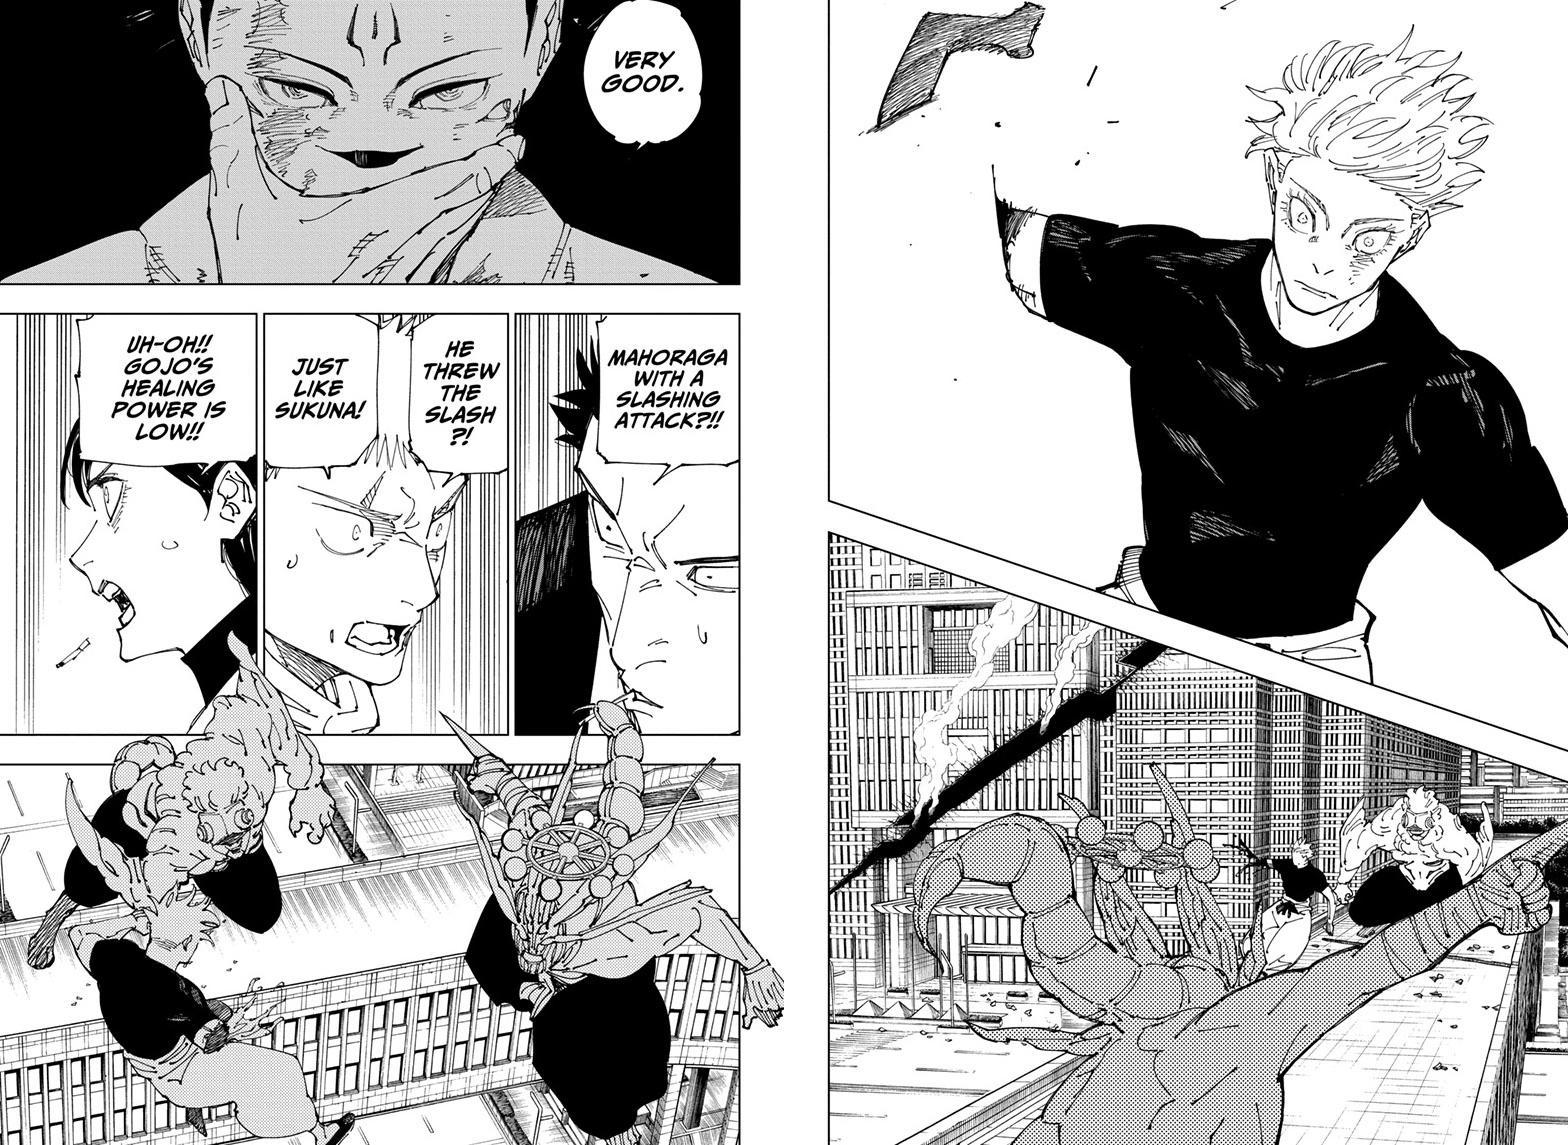 VERY
GOOD.
MAHORAGA
WITH A
SLASHING
ATTACK?!!
HE
THREW
THE
SLASH
?!
JUST
LIKE
SUKUNA!
UH-OH!!
GOJO'S
HEALING
POWER IS
LOW!!